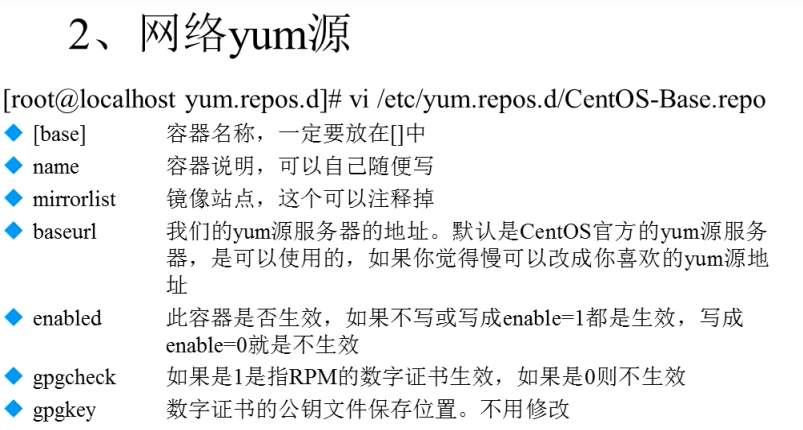 2、网络yum源
[root@localhost yum.repos.d]# vi /etc/yum.repos.d/CentOS-Base.repo
[base] 容器名称，一定要放在[]中
name 容器说明，可以自己随便写
mirrorlist 镜像站点，这个可以注释掉
baseurl 我们的yum源服务器的地址。默认是CentOS官方的yum源服务
器，是可以使用的，如果你觉得慢可以改成你喜欢的yum源地
址
enabled 此容器是否生效，如果不写或写成enable=1都是生效，写成
enable=0就是不生效
gpgcheck 如果是1是指RPM的数字证书生效，如果是0则不生效
gpgkey 数字证书的公钥文件保存位置。不用修改